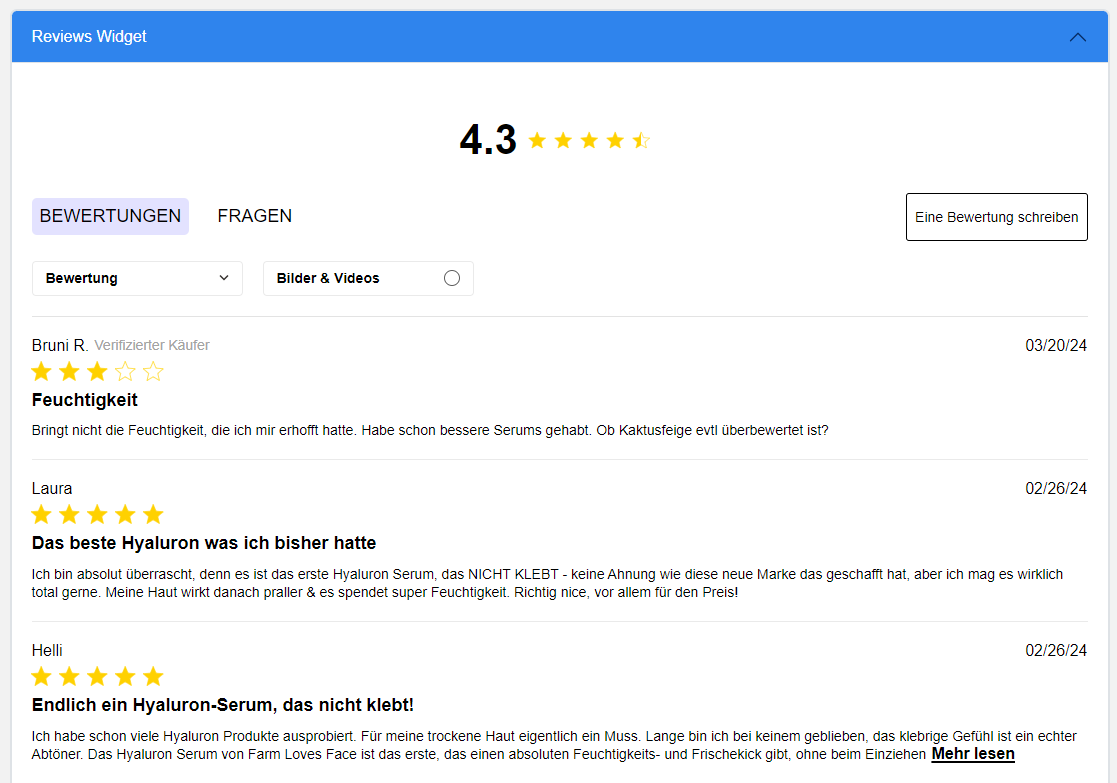 Reviews Widget
4.3
BEWERTUNGEN FRAGEN Eine Bewertung schreiben
Bewertung Bilder & Videos
Bruni R. Verifizierter Käufer 03/20/24
Feuchtigkeit
Bringt nicht die Feuchtigkeit, die ich mir erhofft hatte. Habe schon bessere Serums gehabt. Ob Kaktusfeige evtl überbewertet ist?
Laura 02/26/24
Das beste Hyaluron was ich bisher hatte
Ich bin absolut überrascht, denn es ist das erste Hyaluron Serum, das NICHT KLEBT - keine Ahnung wie diese neue Marke das geschafft hat, aber ich mag es wirklich
total gerne. Meine Haut wirkt danach praller & es spendet super Feuchtigkeit. Richtig nice, vor allem für den Preis!
Helli 02/26/24
Endlich ein Hyaluron-Serum, das nicht klebt!
Ich habe schon viele Hyaluron Produkte ausprobiert. Für meine trockene Haut eigentlich ein Muss. Lange bin ich bei keinem geblieben, das klebrige Gefühl ist ein echter
Abtöner. Das Hyaluron Serum von Farm Loves Face ist das erste, das einen absoluten Feuchtigkeits- und Frischekick gibt, ohne beim Einziehen Mehr lesen